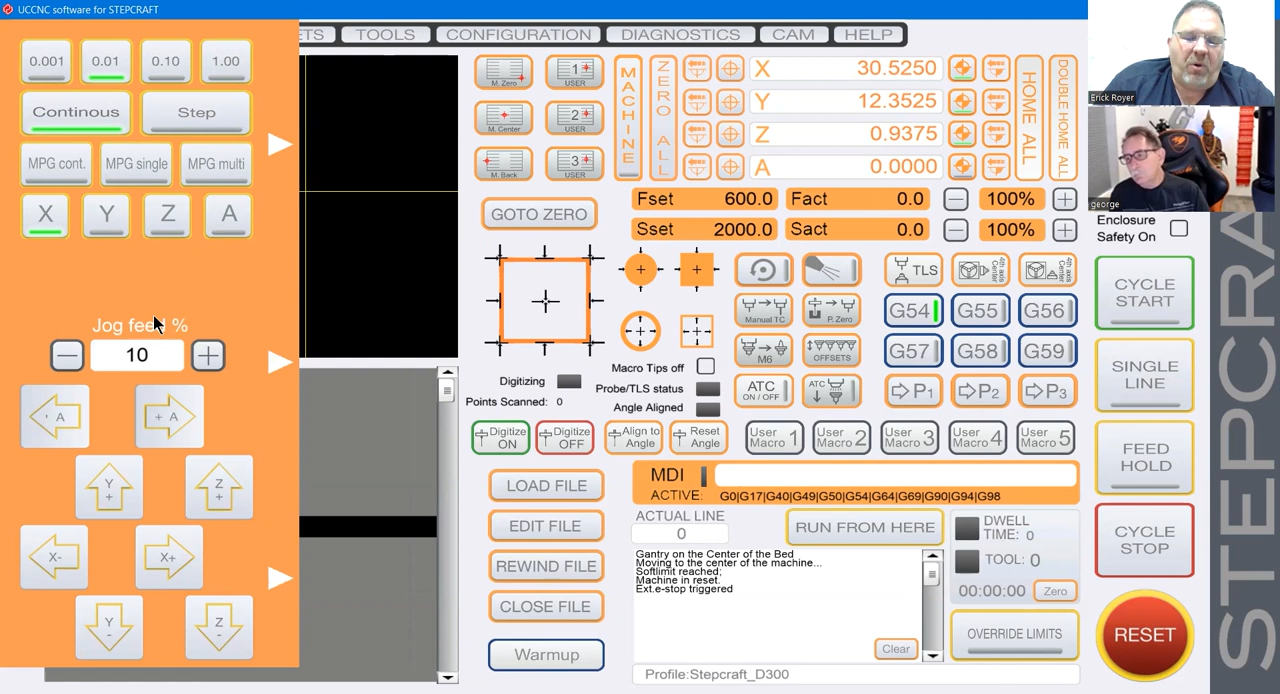 UCCNC software for STEPCRAFT
TOOLS
CONFIGURATION
DIAGNOSTICS
CAM
HELP
0.001
0.01
0.10
1.00
Continous
Step
MPG cont.
MPG single
MPG multi
X
Y
Z
A
Jog feed %
10
- A
+ A
Y
+
Z
+
X-
X+
Y
-
Z
-
M. Zero
1
USER
M. Center
2
USER
M. Back
3
USER
GOTO ZERO
MACHINE
ZERO ALL
X 30.5250
Y 12.3525
Z 0.9375
A 0.0000
HOME ALL
DOUBLE HOME ALL
Fset 600.0
Fact 0.0
100%
Sset 2000.0
Sact 0.0
100%
Erick Royer
george
Enclosure
Safety On
TLS
4th axis
Center
4th axis
Center
Manual TC
P. Zero
G54
G55
G56
M6
OFFSETS
G57
G58
G59
Macro Tips off
Digitizing
Probe/TLS status
Points Scanned: 0
Angle Aligned
ATC
ON / OFF
ATC
P1
P2
P3
Digitize
ON
Digitize
OFF
Align to
Angle
Reset
Angle
User
Macro 1
User
Macro 2
User
Macro 3
User
Macro 4
User
Macro 5
LOAD FILE
EDIT FILE
REWIND FILE
CLOSE FILE
Warmup
MDI
ACTIVE: G0|G17|G40|G49|G50|G54|G64|G69|G90|G94|G98
ACTUAL LINE
0
RUN FROM HERE
DWELL
TIME: 0
TOOL: 0
00:00:00
Zero
Gantry on the Center of the Bed
Moving to the center of the machine...
Softlimit reached;
Machine in reset.
Ext.e-stop triggered
Clear
OVERRIDE LIMITS
Profile:Stepcraft_D300
CYCLE
START
SINGLE
LINE
FEED
HOLD
CYCLE
STOP
RESET